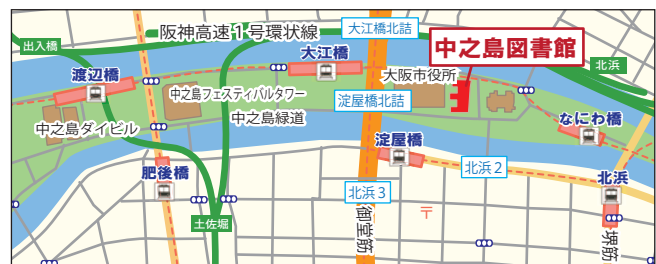 阪神高速1号環状線
大江橋北詰
中之島図書館
出入橋
渡辺橋
大江橋
大阪市役所
北浜
中之島フェスティバルタワー
淀屋橋北詰
中之島ダイビル
中之島緑道
なにわ橋
淀屋橋
肥後橋
北浜2
北浜
北浜3
土佐堀
〒
御堂筋
堺筋